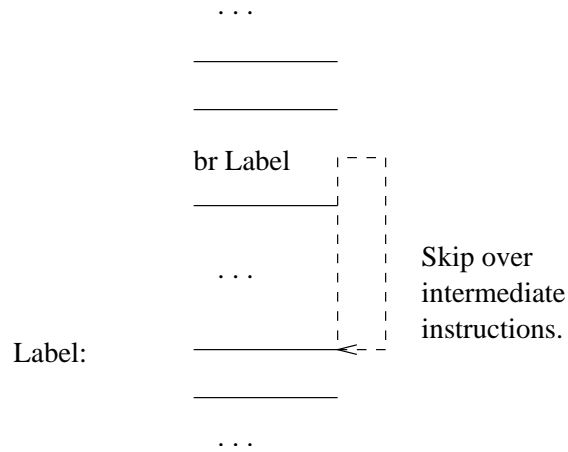 . . .
br Label
Skip over
intermediate
instructions.
. . .
Label:
. . .